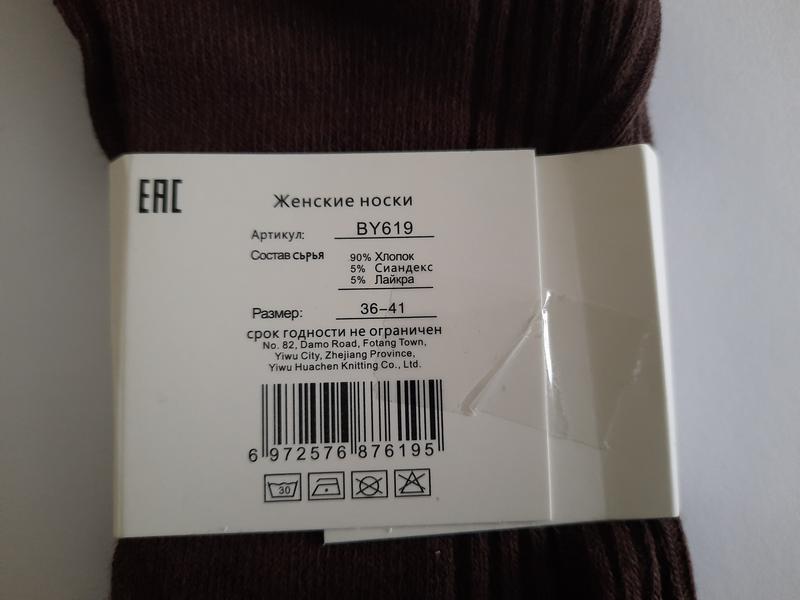 EAC
Женские носки
Артикул: BY619
Состав сырья 90% Хлопок
5% Сиандекс
5% Лайкра
Размер: 36-41
срок годности не ограничен
No. 82, Damo Road, Fotang Town,
Yiwu City, Zhejiang Province,
Yiwu Huachen Knitting Co., Ltd.
6 972576 876195
30